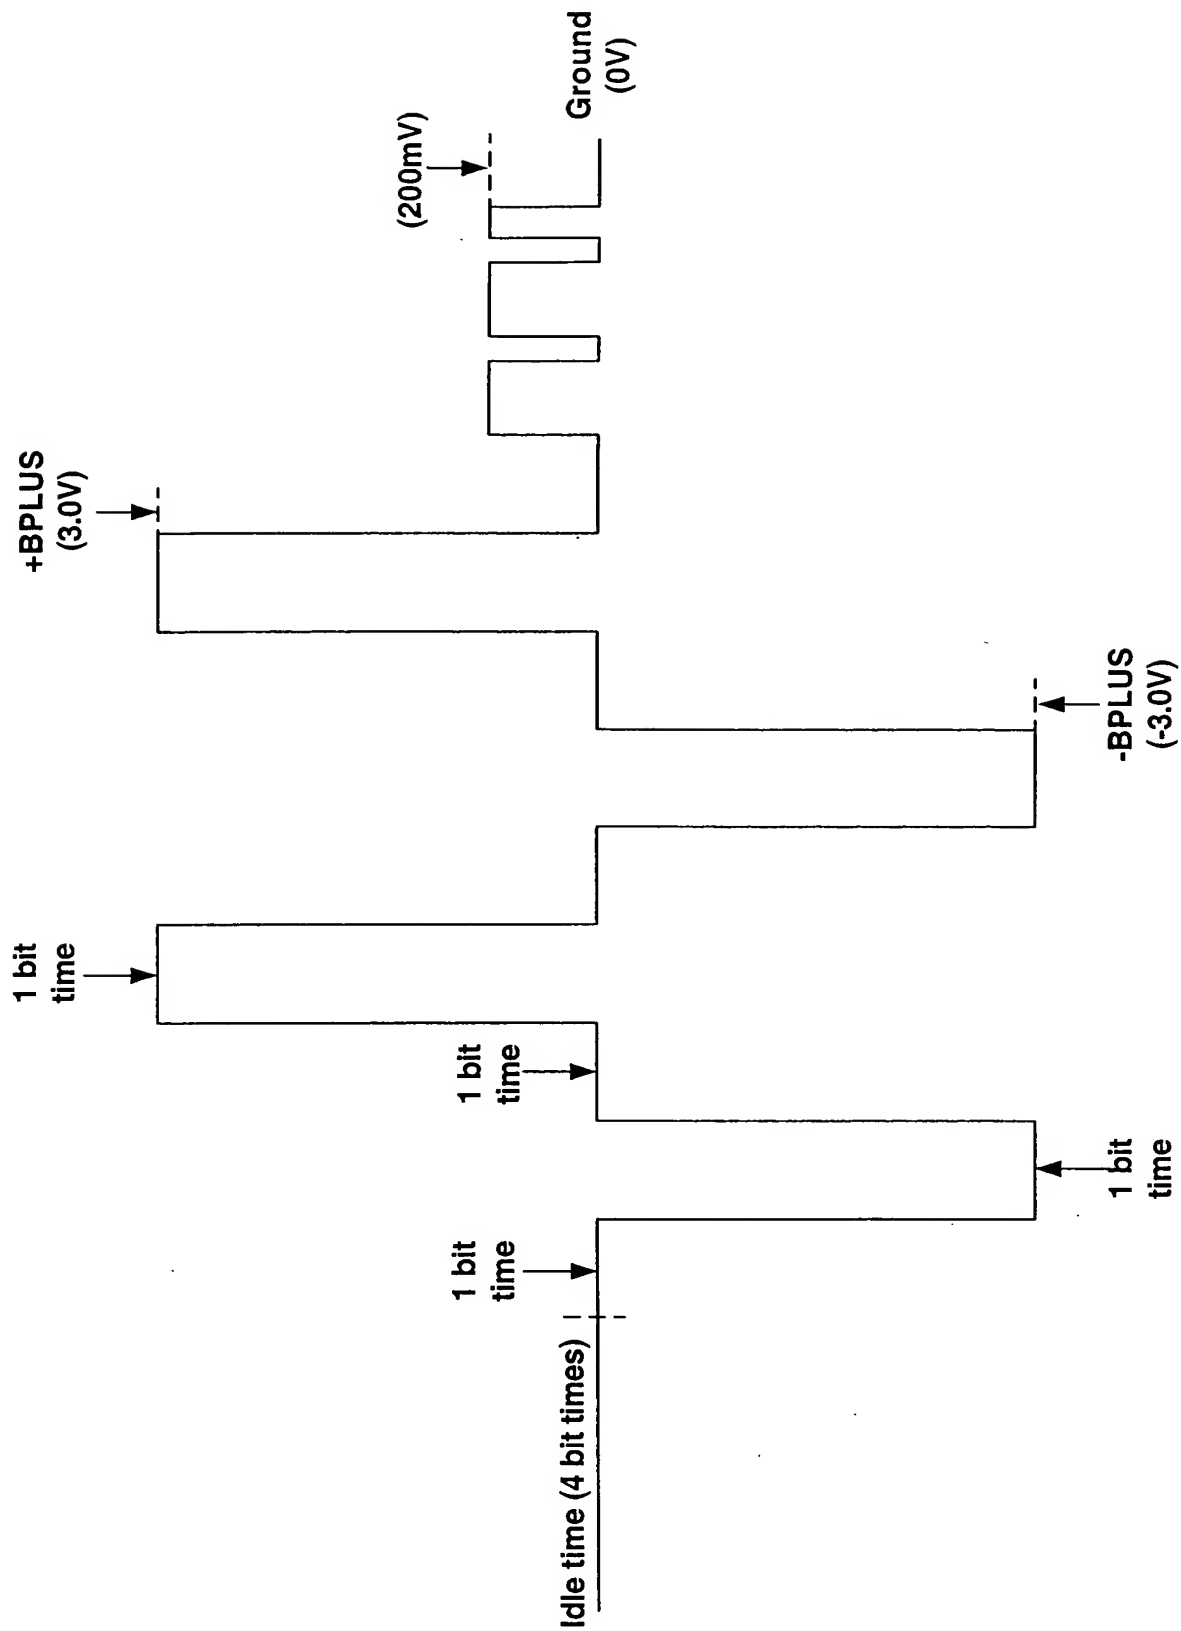 Idle time (4 bit times)
1 bit
time
1 bit
time
1 bit
time
1 bit
time
-BPLUS
(-3.0V)
+BPLUS
(3.0V)
(200mV)
Ground
(0V)